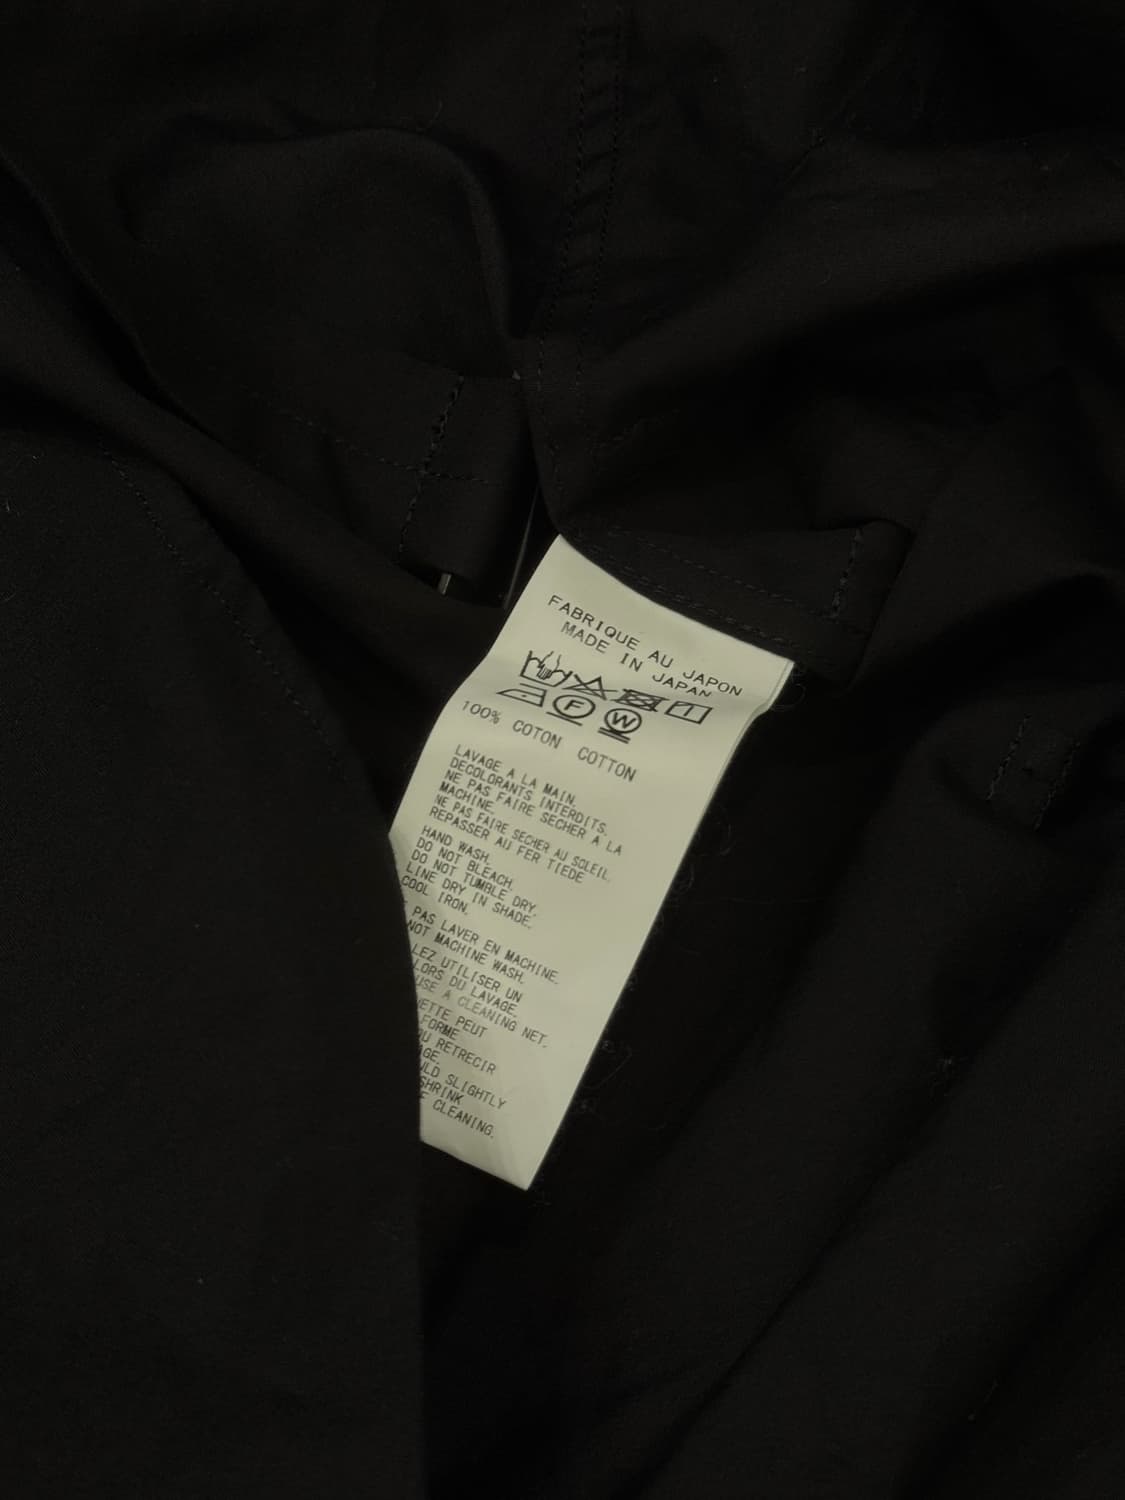 FABRIQUE AU JAPON
MADE IN JAPAN
F W
100% COTON COTTON
LAVAGE A LA MAIN.
DECOLORANTS INTERDITS.
NE PAS FAIRE SECHER A LA
MACHINE.
NE PAS FAIRE SECHER AU SOLEIL.
REPASSER AU FER TIEDE
HAND WASH.
DO NOT BLEACH.
DO NOT TUMBLE DRY.
LINE DRY IN SHADE.
COOL IRON.
PAS LAVER EN MACHINE.
NOT MACHINE WASH.
LEZ UTILISER UN
LORS DU LAVAGE.
USE A CLEANING NET.
ETTE PEUT
FORME
OU RETRECIR
AGE.
ULD SLIGHTLY
SHRINK
CLEANING.